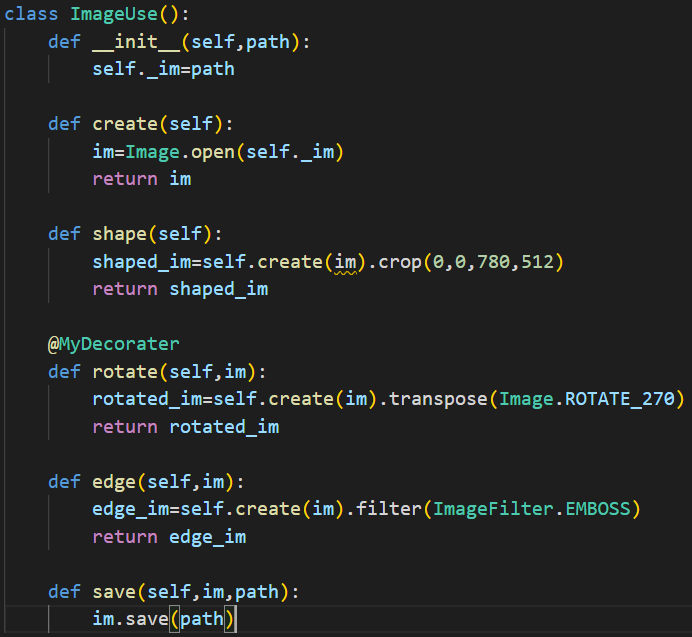 class ImageUse():
    def __init__(self,path):
        self._im=path
    def create(self):
        im=Image.open(self._im)
        return im
    def shape(self):
        shaped_im=self.create(im).crop(0,0,780,512)
        return shaped_im
    @MyDecorater
    def rotate(self,im):
        rotated_im=self.create(im).transpose(Image.ROTATE_270)
        return rotated_im
    def edge(self,im):
        edge_im=self.create(im).filter(ImageFilter.EMBOSS)
        return edge_im
    def save(self,im,path):
        im.save(path)